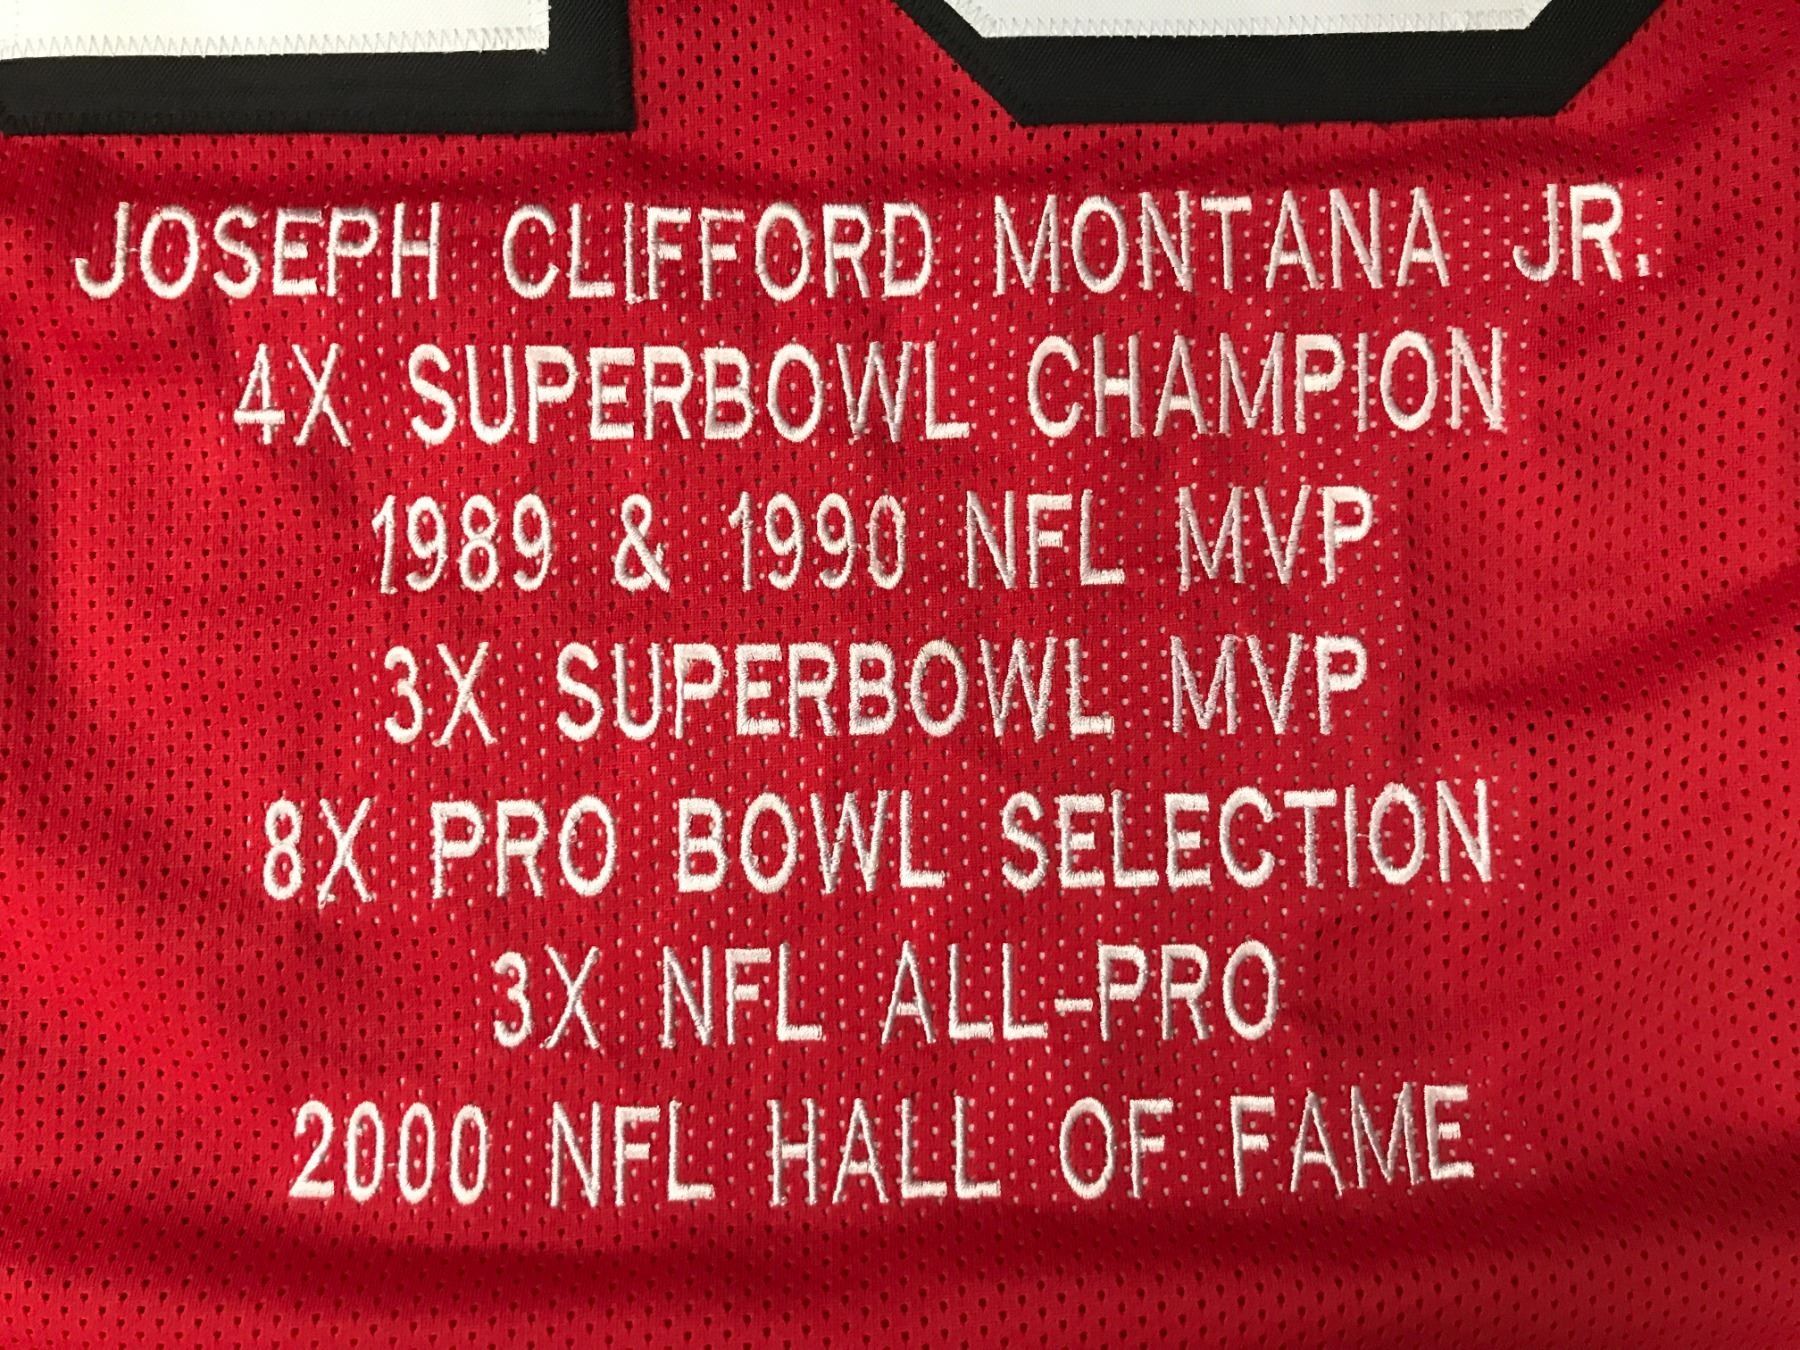 JOSEPH CLIFFORD MONTANA JR.
4X SUPERBOWL CHAMPION
1989 & 1990 NFL MVP
3X SUPERBOWL MVP
8X PRO BOWL SELECTION
3X NFL ALL-PRO
2000 NFL HALL OF FAME